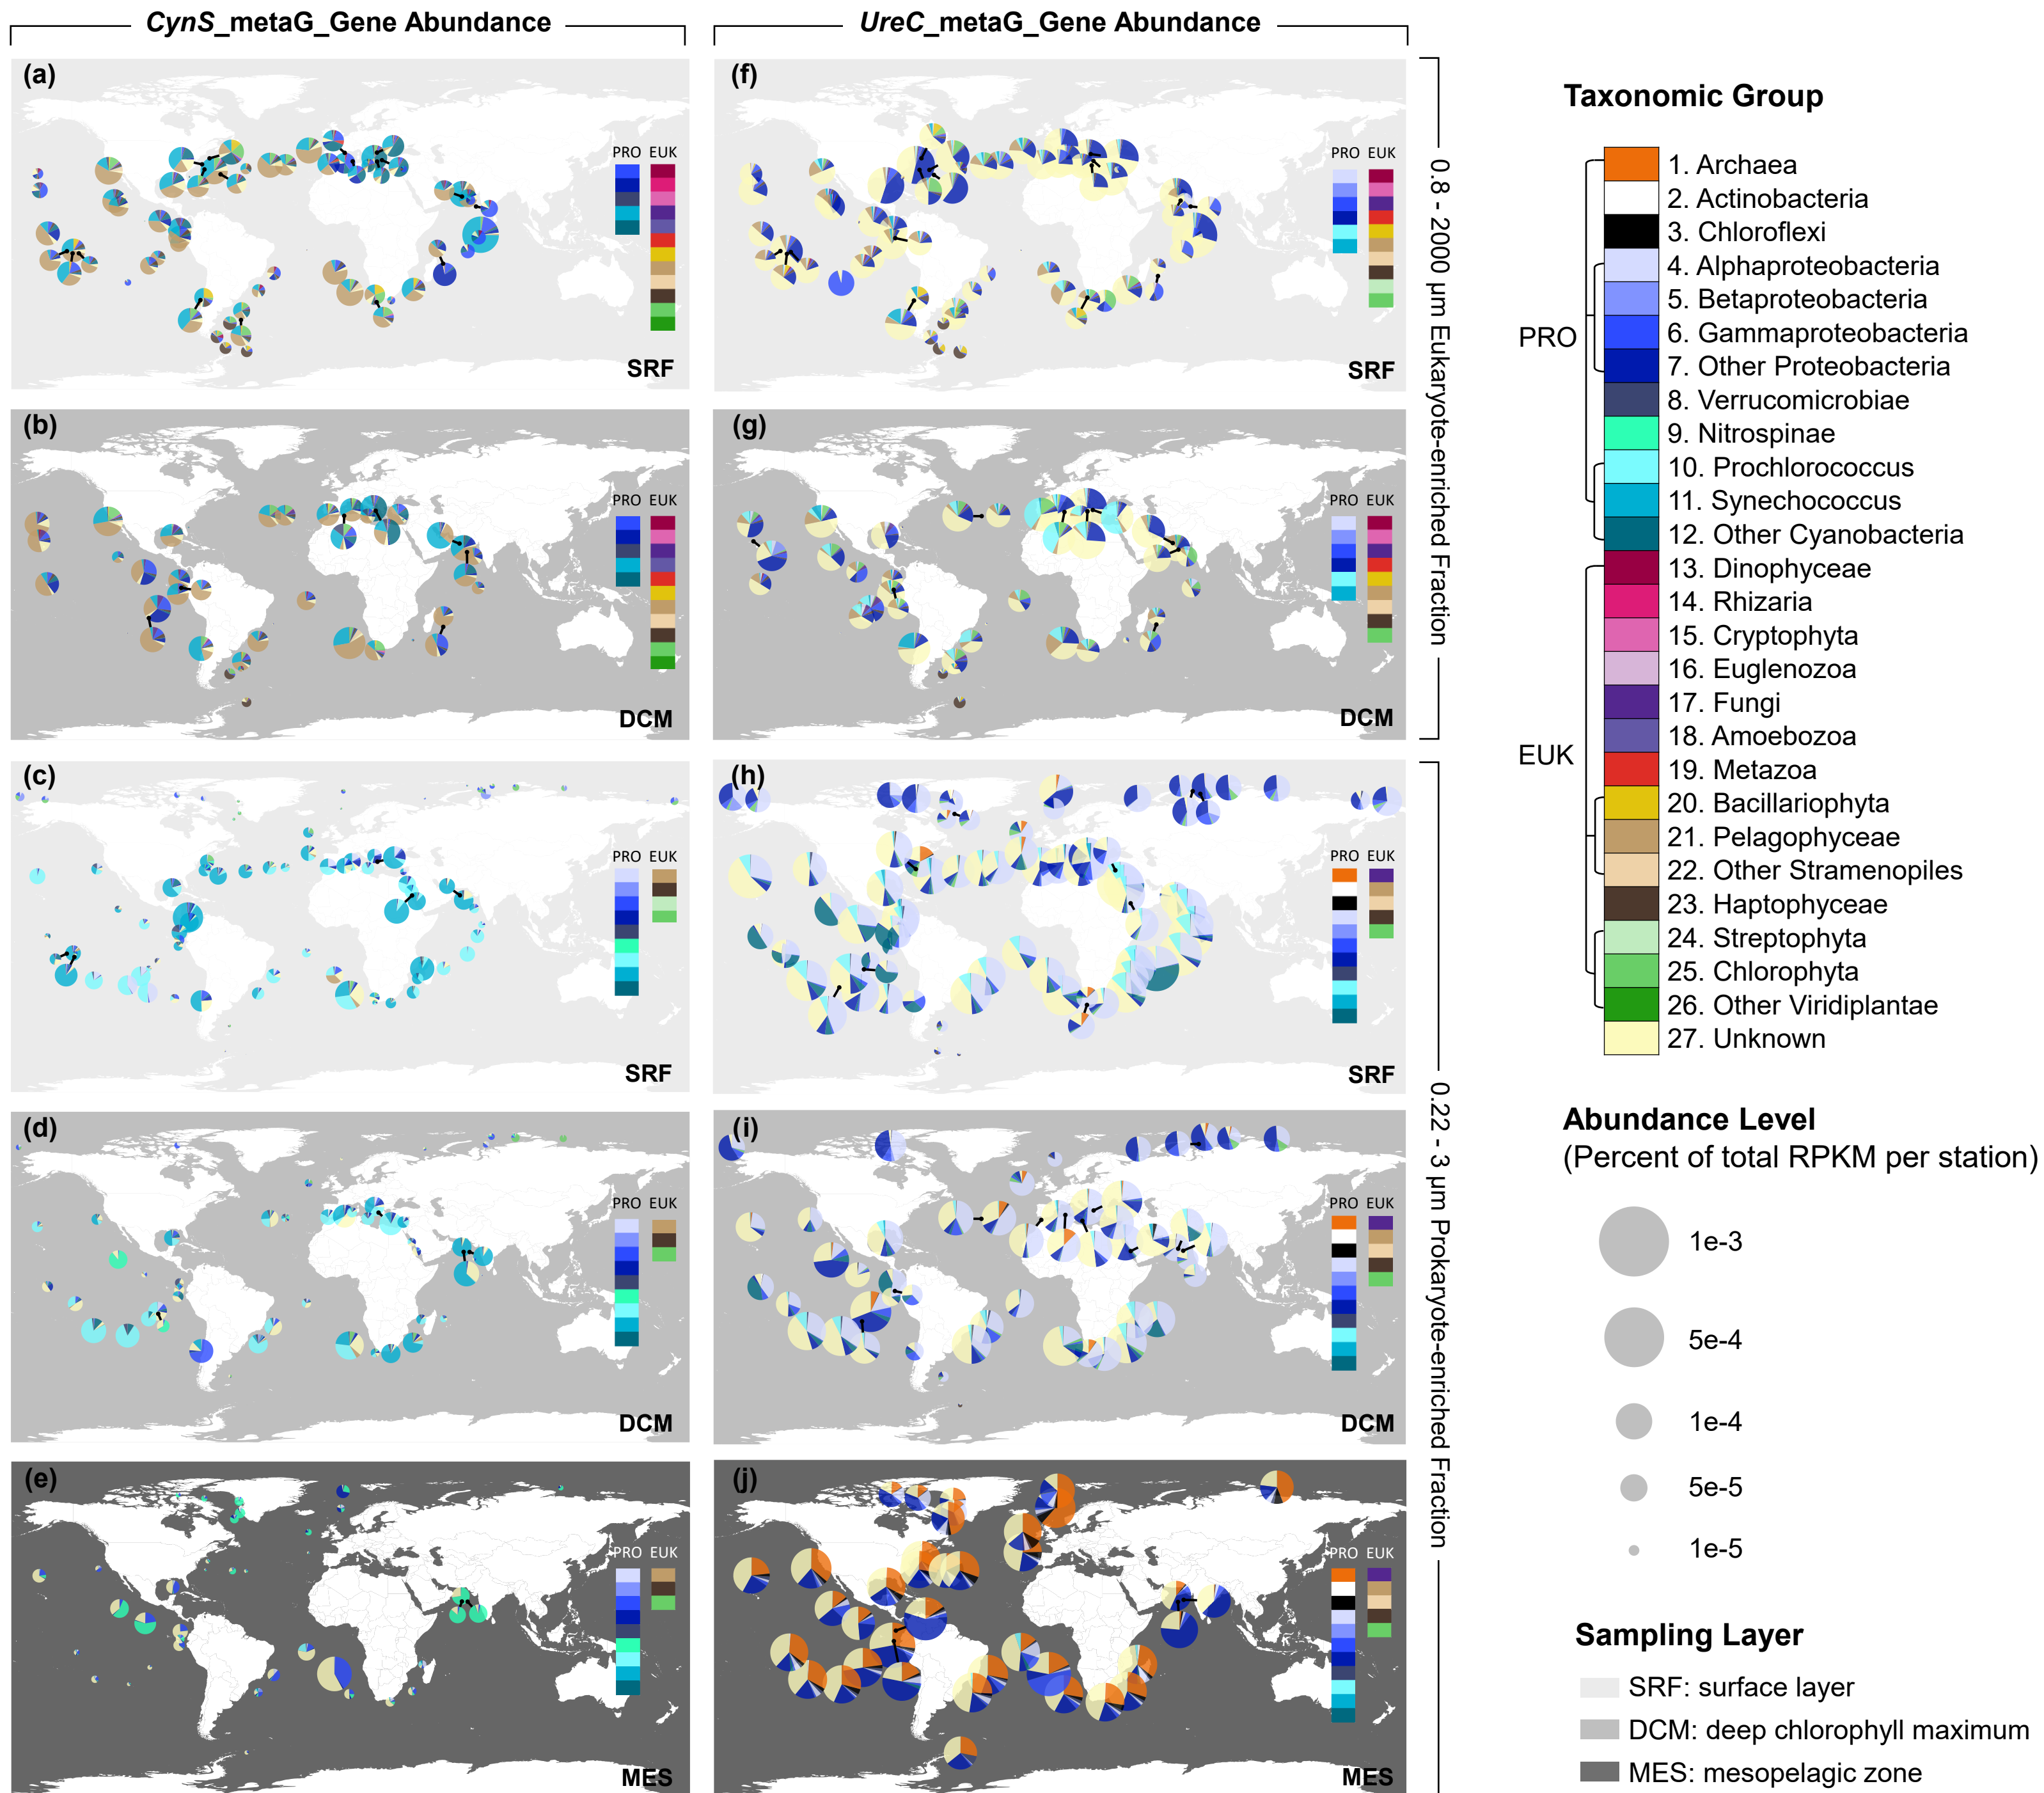 CynS_metaG_Gene Abundance
UreC_metaG_Gene Abundance
(a)
PRO EUK
SRF
(f)
PRO EUK
SRF
(b)
PRO EUK
DCM
(g)
PRO EUK
DCM
0.8 - 2000 µm Eukaryote-enriched Fraction
(c)
PRO EUK
SRF
(h)
PRO EUK
SRF
(d)
PRO EUK
DCM
(i)
PRO EUK
DCM
(e)
PRO EUK
MES
(j)
PRO EUK
MES
0.22 - 3 µm Prokaryote-enriched Fraction
Taxonomic Group
PRO
1. Archaea
2. Actinobacteria
3. Chloroflexi
4. Alphaproteobacteria
5. Betaproteobacteria
6. Gammaproteobacteria
7. Other Proteobacteria
8. Verrucomicrobiae
9. Nitrospinae
10. Prochlorococcus
11. Synechococcus
12. Other Cyanobacteria
EUK
13. Dinophyceae
14. Rhizaria
15. Cryptophyta
16. Euglenozoa
17. Fungi
18. Amoebozoa
19. Metazoa
20. Bacillariophyta
21. Pelagophyceae
22. Other Stramenopiles
23. Haptophyceae
24. Streptophyta
25. Chlorophyta
26. Other Viridiplantae
27. Unknown
Abundance Level
(Percent of total RPKM per station)
1e-3
5e-4
1e-4
5e-5
1e-5
Sampling Layer
SRF: surface layer
DCM: deep chlorophyll maximum
MES: mesopelagic zone